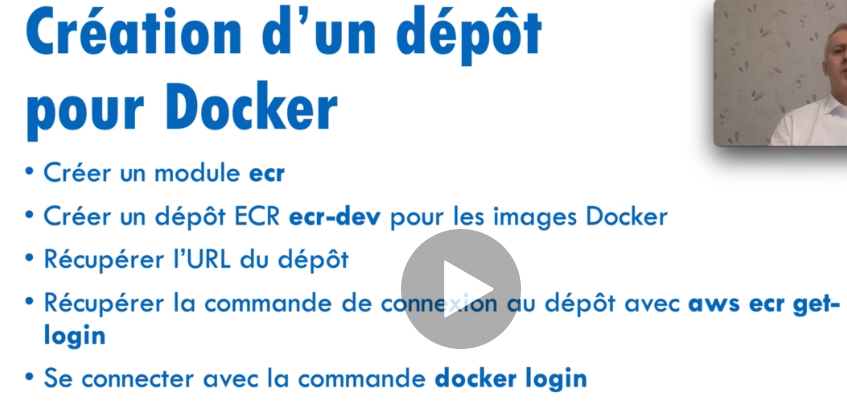 Création d’un dépôt
pour Docker
• Créer un module ecr
• Créer un dépôt ECR ecr-dev pour les images Docker
• Récupérer l’URL du dépôt
• Récupérer la commande de connexion au dépôt avec aws ecr get-
login
• Se connecter avec la commande docker login